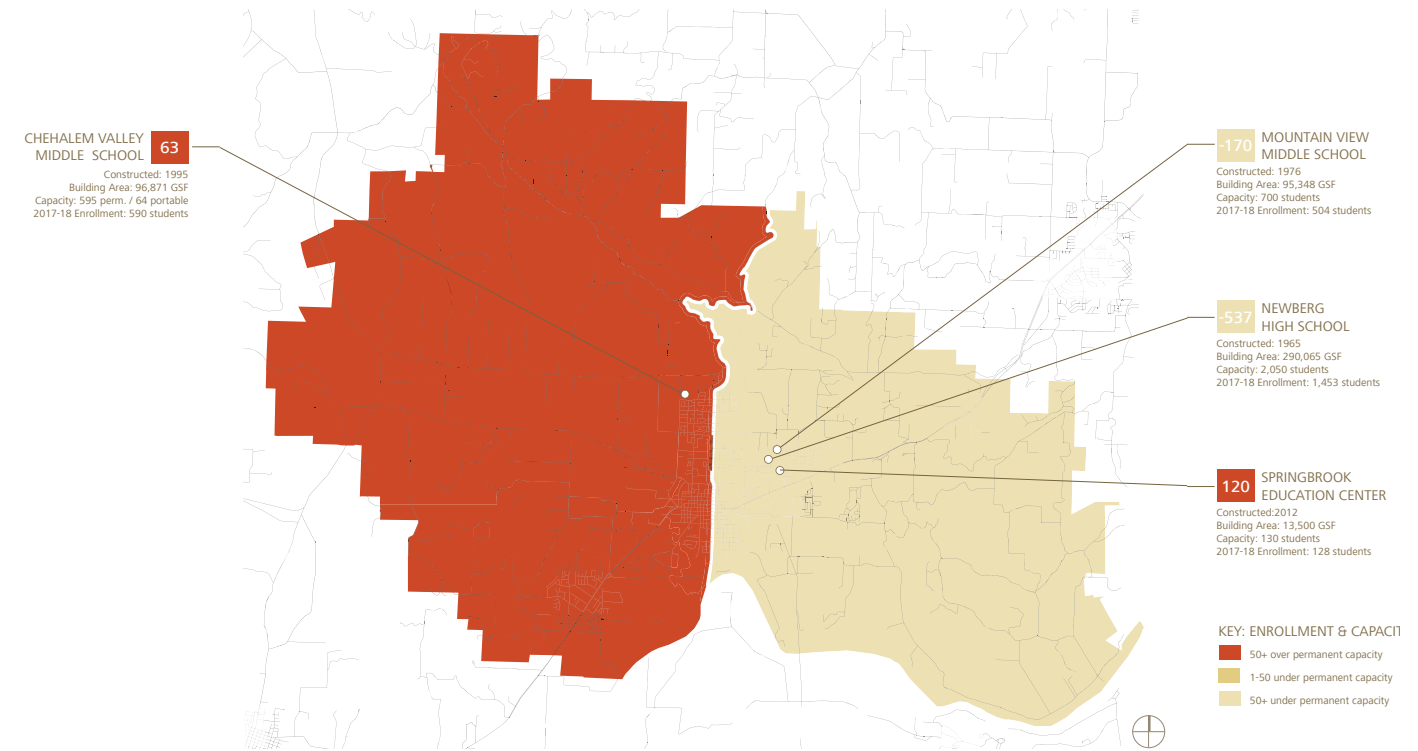 CHEHALEM VALLEY
MIDDLE SCHOOL
63
Constructed: 1995
Building Area: 96,871 GSF
Capacity: 595 perm. / 64 portable
2017-18 Enrollment: 590 students
-170
MOUNTAIN VIEW
MIDDLE SCHOOL
Constructed: 1976
Building Area: 95,348 GSF
Capacity: 700 students
2017-18 Enrollment: 504 students
-537
NEWBERG
HIGH SCHOOL
Constructed: 1965
Building Area: 290,065 GSF
Capacity: 2,050 students
2017-18 Enrollment: 1,453 students
120
SPRINGBROOK
EDUCATION CENTER
Constructed:2012
Building Area: 13,500 GSF
Capacity: 130 students
2017-18 Enrollment: 128 students
KEY: ENROLLMENT & CAPACI
50+ over permanent capacity
1-50 under permanent capacity
50+ under permanent capacity